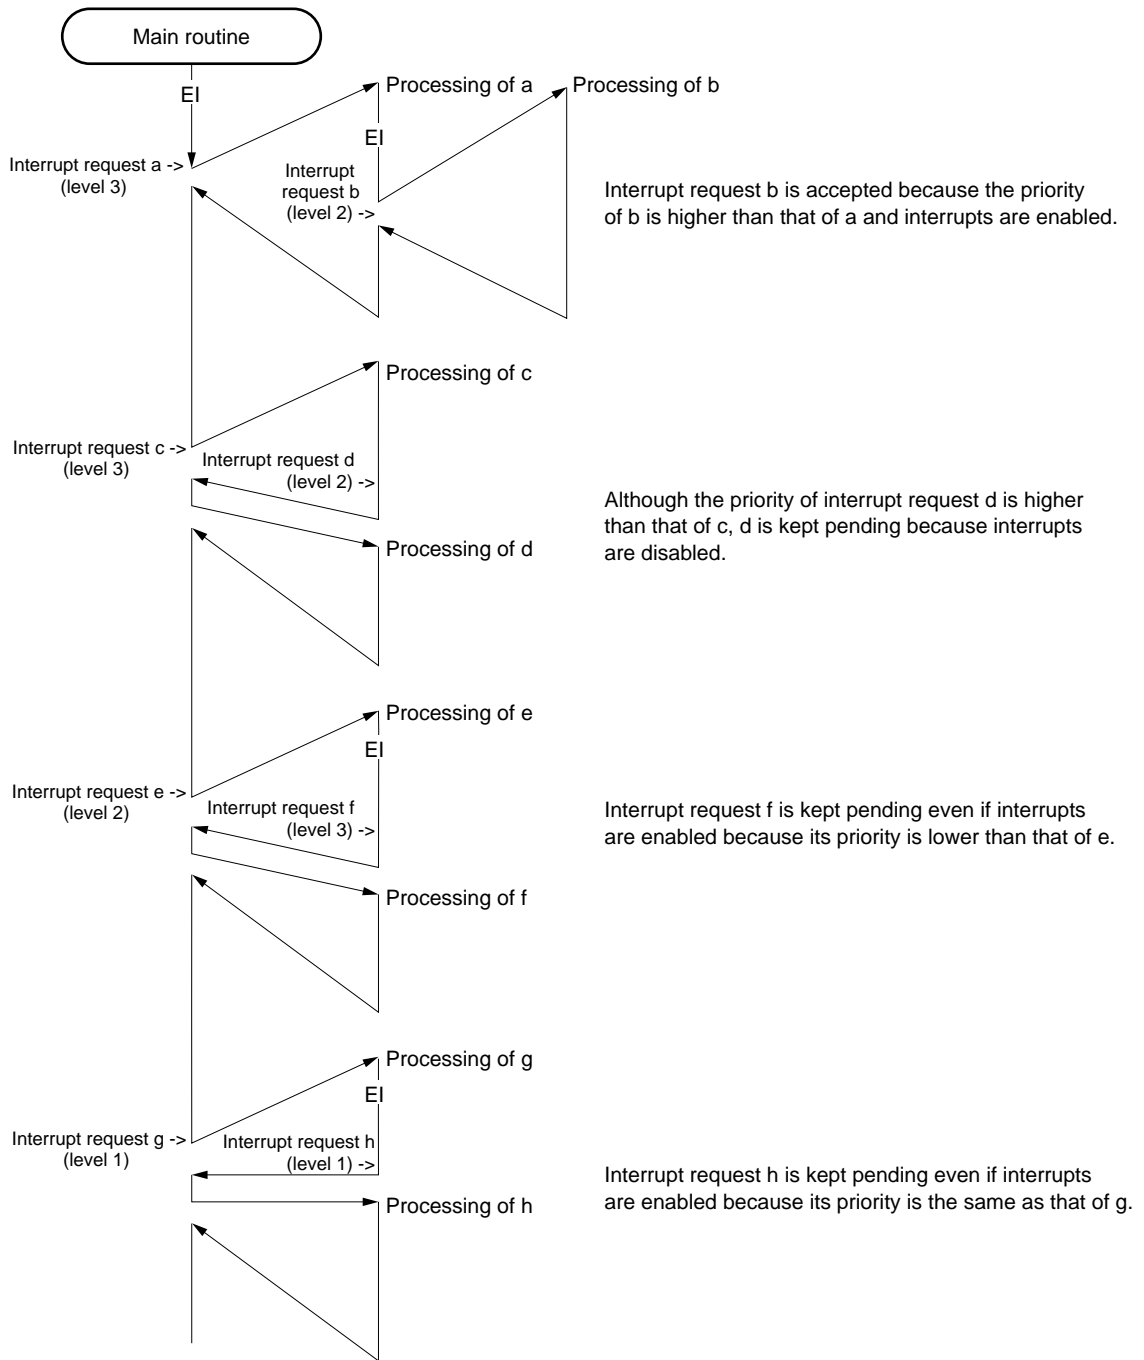 Main routine
EI
Processing of a
Processing of b
EI
Interrupt request a ->
(level 3)
Interrupt
request b
(level 2) ->
Interrupt request b is accepted because the priority
of b is higher than that of a and interrupts are enabled.
Processing of c
Interrupt request c ->
(level 3)
Interrupt request d
(level 2) ->
Although the priority of interrupt request d is higher
than that of c, d is kept pending because interrupts
are disabled.
Processing of d
Processing of e
EI
Interrupt request e ->
(level 2)
Interrupt request f
(level 3) ->
Interrupt request f is kept pending even if interrupts
are enabled because its priority is lower than that of e.
Processing of f
Processing of g
EI
Interrupt request g ->
(level 1)
Interrupt request h
(level 1) ->
Interrupt request h is kept pending even if interrupts
are enabled because its priority is the same as that of g.
Processing of h